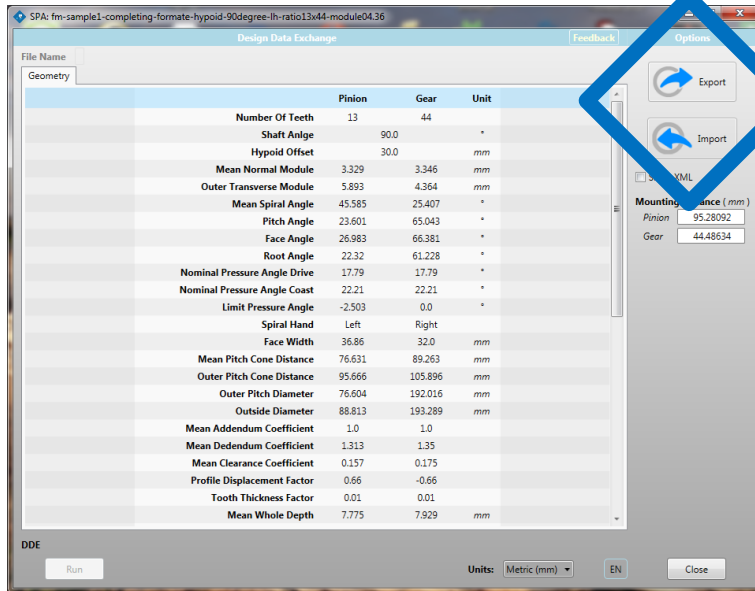 SPA: fm-sample1-completing-formate-hypoid-90degree-lh-ratio13x44-module04.36
Design Data Exchange Feedback Options
File Name
Geometry
Export
Import
XML
Mounting ance ( mm )
Pinion 95.28092
Gear 44.48634
Pinion Gear Unit
Number Of Teeth 13 44
Shaft Anlge 90.0 °
Hypoid Offset 30.0 mm
Mean Normal Module 3.329 3.346 mm
Outer Transverse Module 5.893 4.364 mm
Mean Spiral Angle 45.585 25.407 °
Pitch Angle 23.601 65.043 °
Face Angle 26.983 66.381 °
Root Angle 22.32 61.228 °
Nominal Pressure Angle Drive 17.79 17.79 °
Nominal Pressure Angle Coast 22.21 22.21 °
Limit Pressure Angle -2.503 0.0 °
Spiral Hand Left Right
Face Width 36.86 32.0 mm
Mean Pitch Cone Distance 76.631 89.263 mm
Outer Pitch Cone Distance 95.666 105.896 mm
Outer Pitch Diameter 76.604 192.016 mm
Outside Diameter 88.813 193.289 mm
Mean Addendum Coefficient 1.0 1.0
Mean Dedendum Coefficient 1.313 1.35
Mean Clearance Coefficient 0.157 0.175
Profile Displacement Factor 0.66 -0.66
Tooth Thickness Factor 0.01 0.01
Mean Whole Depth 7.775 7.929 mm
DDE
Run Units: Metric (mm) EN Close